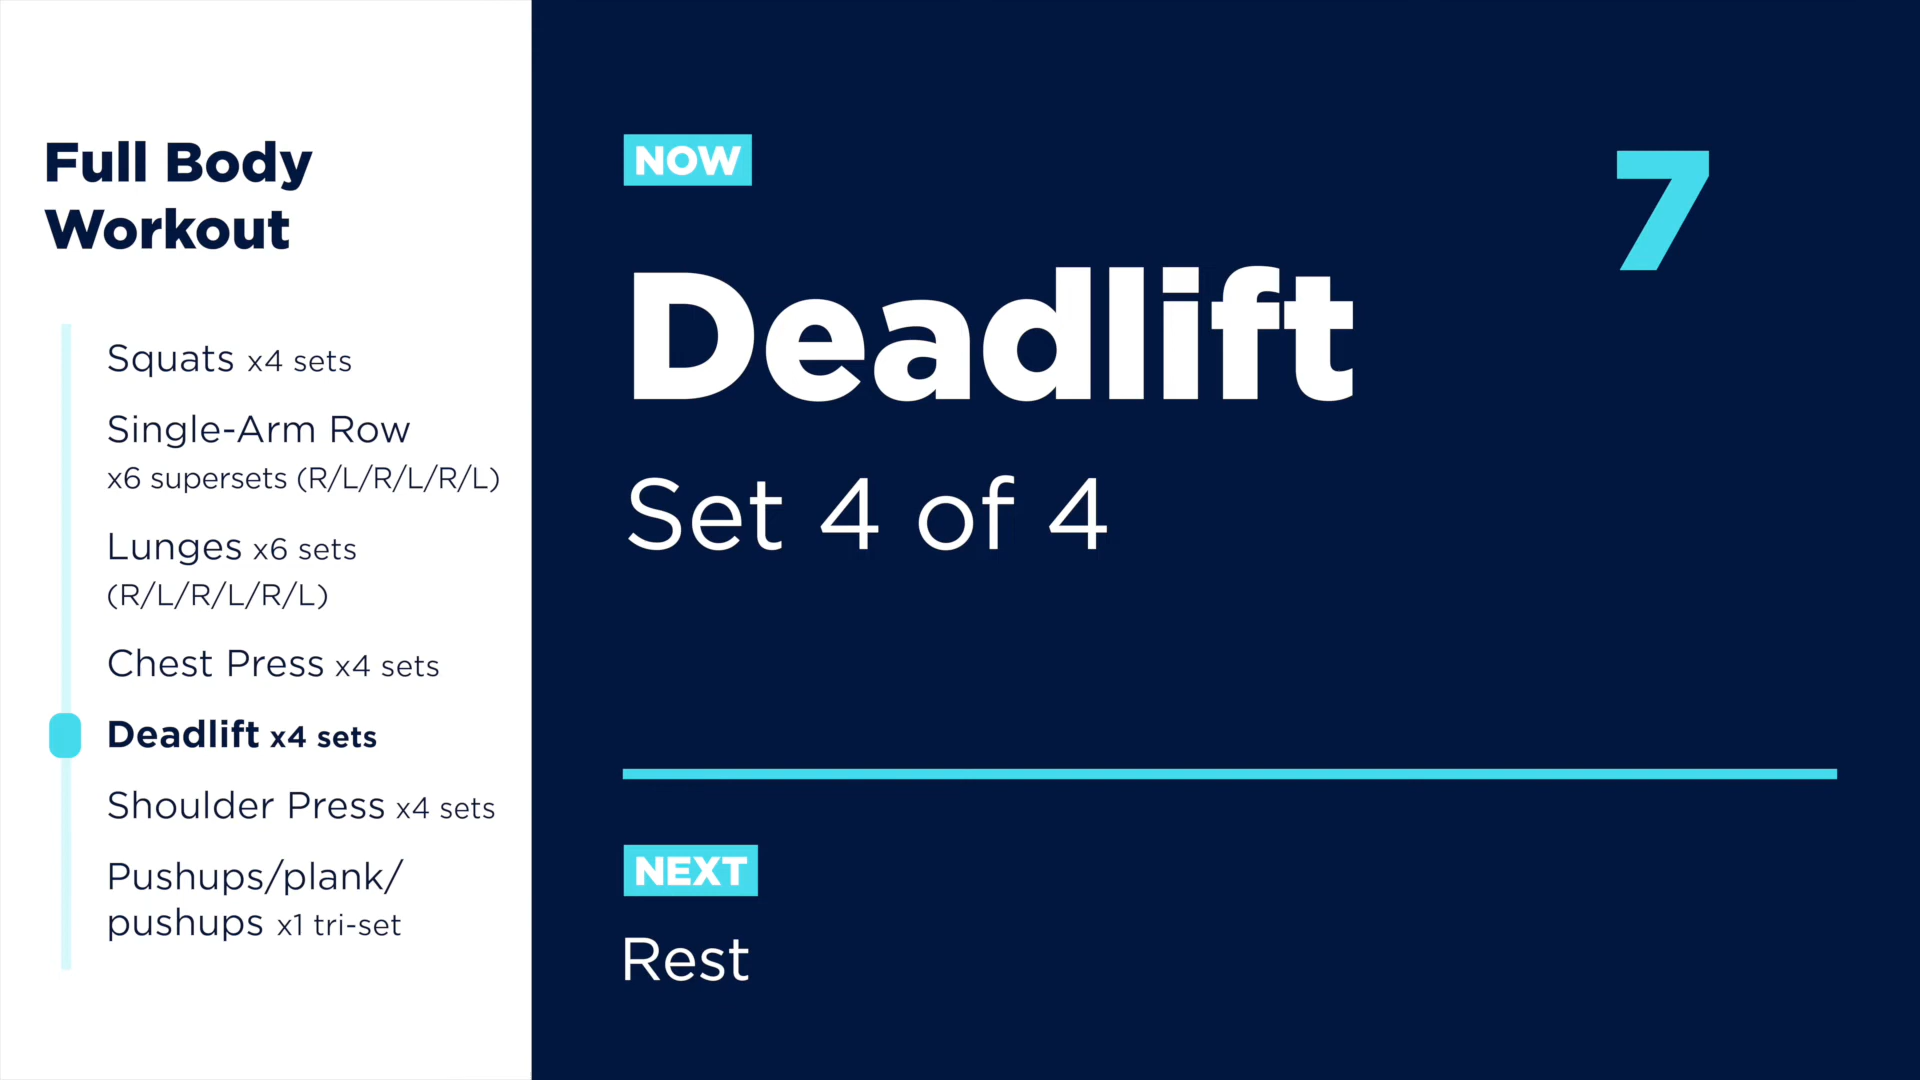 Full Body
Workout
Squats x4 sets
Single-Arm Row
x6 supersets (R/L/R/L/R/L)
Lunges x6 sets
(R/L/R/L/R/L)
Chest Press x4 sets
Deadlift x4 sets
Shoulder Press x4 sets
Pushups/plank/
pushups x1 tri-set
NOW
7
Deadlift
Set 4 of 4
NEXT
Rest